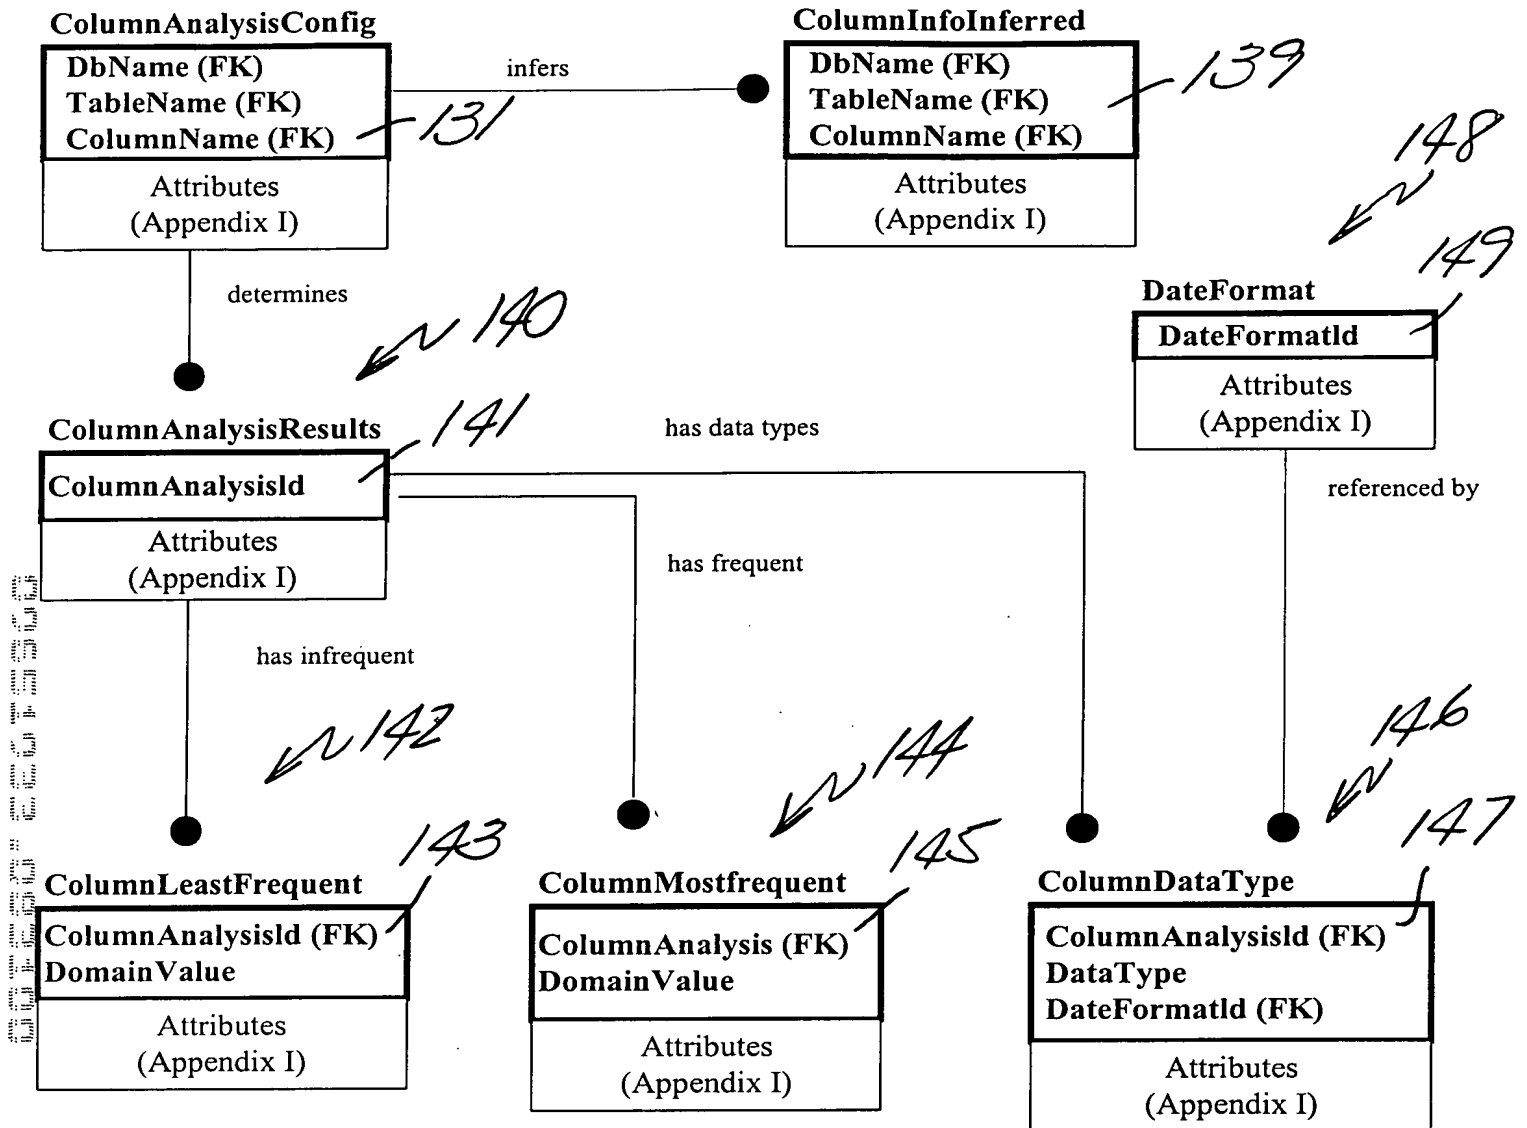 ColumnAnalysisConfig
DbName (FK)
TableName (FK)
ColumnName (FK)
Attributes
(Appendix I)
131
infers
ColumnInfoInferred
DbName (FK)
TableName (FK)
ColumnName (FK)
Attributes
(Appendix I)
139
148
149
determines
140
DateFormat
DateFormatId
Attributes
(Appendix I)
ColumnAnalysisResults
141
ColumnAnalysisId
Attributes
(Appendix I)
has data types
referenced by
has frequent
has infrequent
142
144
146
143
145
147
ColumnLeastFrequent
ColumnAnalysisId (FK)
DomainValue
Attributes
(Appendix I)
ColumnMostfrequent
ColumnAnalysis (FK)
DomainValue
Attributes
(Appendix I)
ColumnDataType
ColumnAnalysisId (FK)
DataType
DateFormatId (FK)
Attributes
(Appendix I)